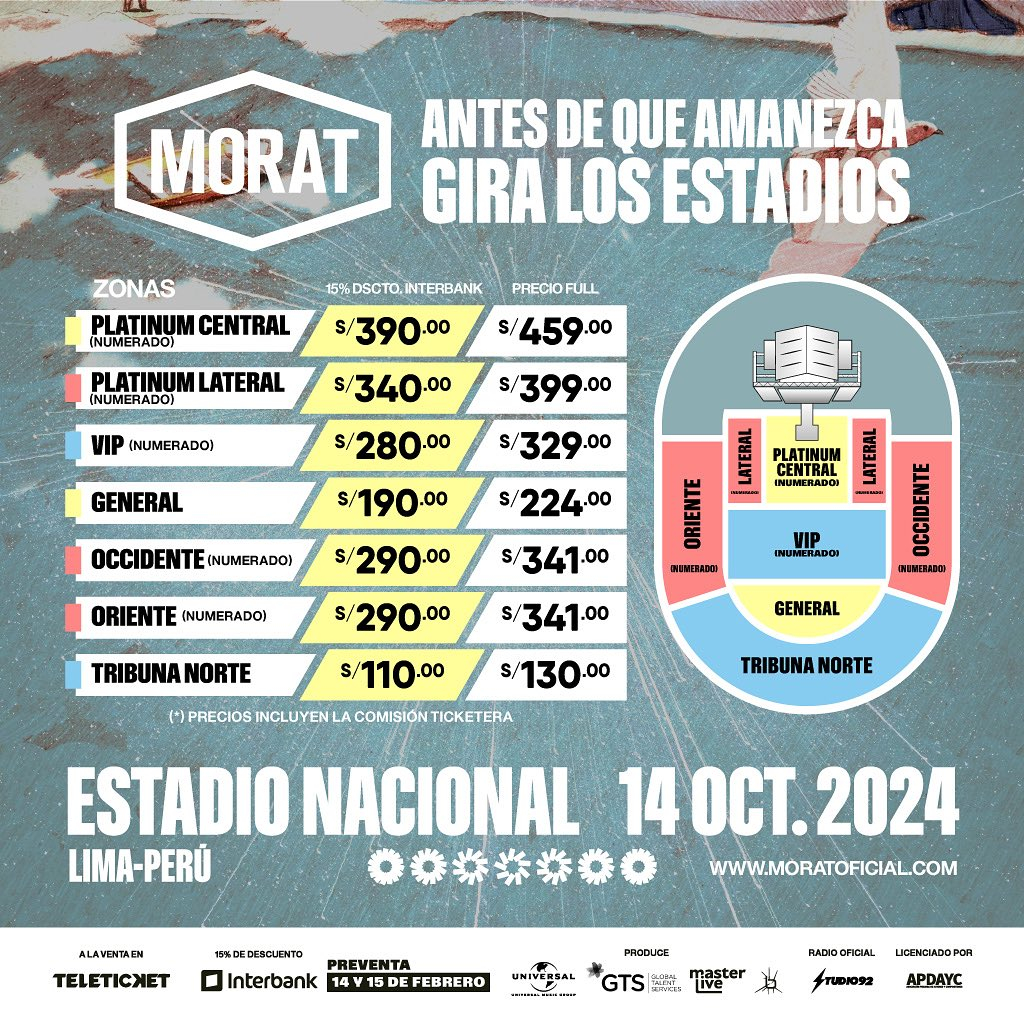 MORAT
ANTES DE QUE AMANEZCA
GIRA LOS ESTADIOS
ZONAS 15% DSCTO. INTERBANK PRECIO FULL
PLATINUM CENTRAL (NUMERADO) S/390.00 S/459.00
PLATINUM LATERAL (NUMERADO) S/340.00 S/399.00
VIP (NUMERADO) S/280.00 S/329.00
GENERAL S/190.00 S/224.00
OCCIDENTE (NUMERADO) S/290.00 S/341.00
ORIENTE (NUMERADO) S/290.00 S/341.00
TRIBUNA NORTE S/110.00 S/130.00
(*) PRECIOS INCLUYEN LA COMISIÓN TICKETERA
ORIENTE
(NUMERADO)
LATERAL
(NUMERADO)
PLATINUM
CENTRAL
(NUMERADO)
LATERAL
(NUMERADO)
OCCIDENTE
(NUMERADO)
VIP
(NUMERADO)
GENERAL
TRIBUNA NORTE
ESTADIO NACIONAL 14 OCT. 2024
LIMA-PERÚ WWW.MORATOFICIAL.COM
A LA VENTA EN
TELETICKET
15% DE DESCUENTO
Interbank
PREVENTA
14 Y 15 DE FEBRERO
UNIVERSAL
UNIVERSAL MUSIC GROUP
PRODUCE
GTS GLOBAL TALENT SERVICES
master Live
RADIO OFICIAL
STUDIO92
LICENCIADO POR
APDAYC